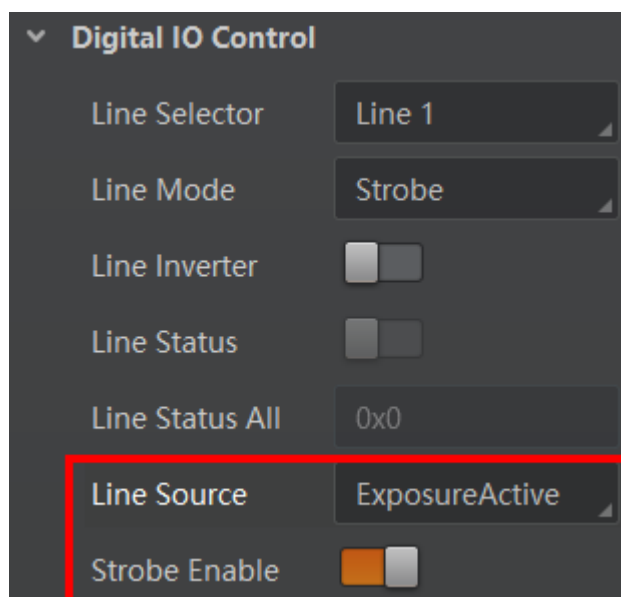 Digital IO Control
Line Selector Line 1
Line Mode Strobe
Line Inverter
Line Status
Line Status All 0x0
Line Source ExposureActive
Strobe Enable